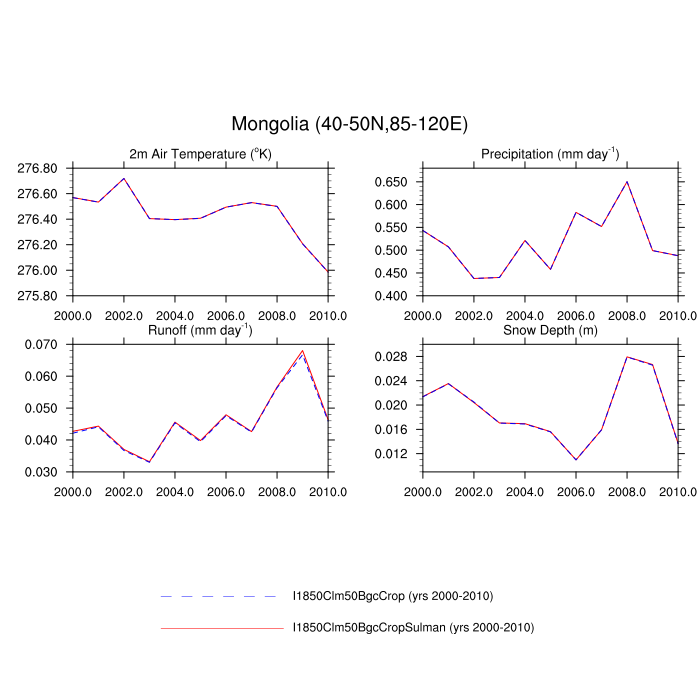 Mongolia (40-50N,85-120E)
2m Air Temperature (°K)
276.80
276.60
276.40
276.20
276.00
275.80
2000.0 2002.0 2004.0 2006.0 2008.0 2010.0
Precipitation (mm day⁻¹)
0.650
0.600
0.550
0.500
0.450
0.400
2000.0 2002.0 2004.0 2006.0 2008.0 2010.0
Runoff (mm day⁻¹)
0.070
0.060
0.050
0.040
0.030
2000.0 2002.0 2004.0 2006.0 2008.0 2010.0
Snow Depth (m)
0.028
0.024
0.020
0.016
0.012
2000.0 2002.0 2004.0 2006.0 2008.0 2010.0
I1850Clm50BgcCrop (yrs 2000-2010)
I1850Clm50BgcCropSulman (yrs 2000-2010)